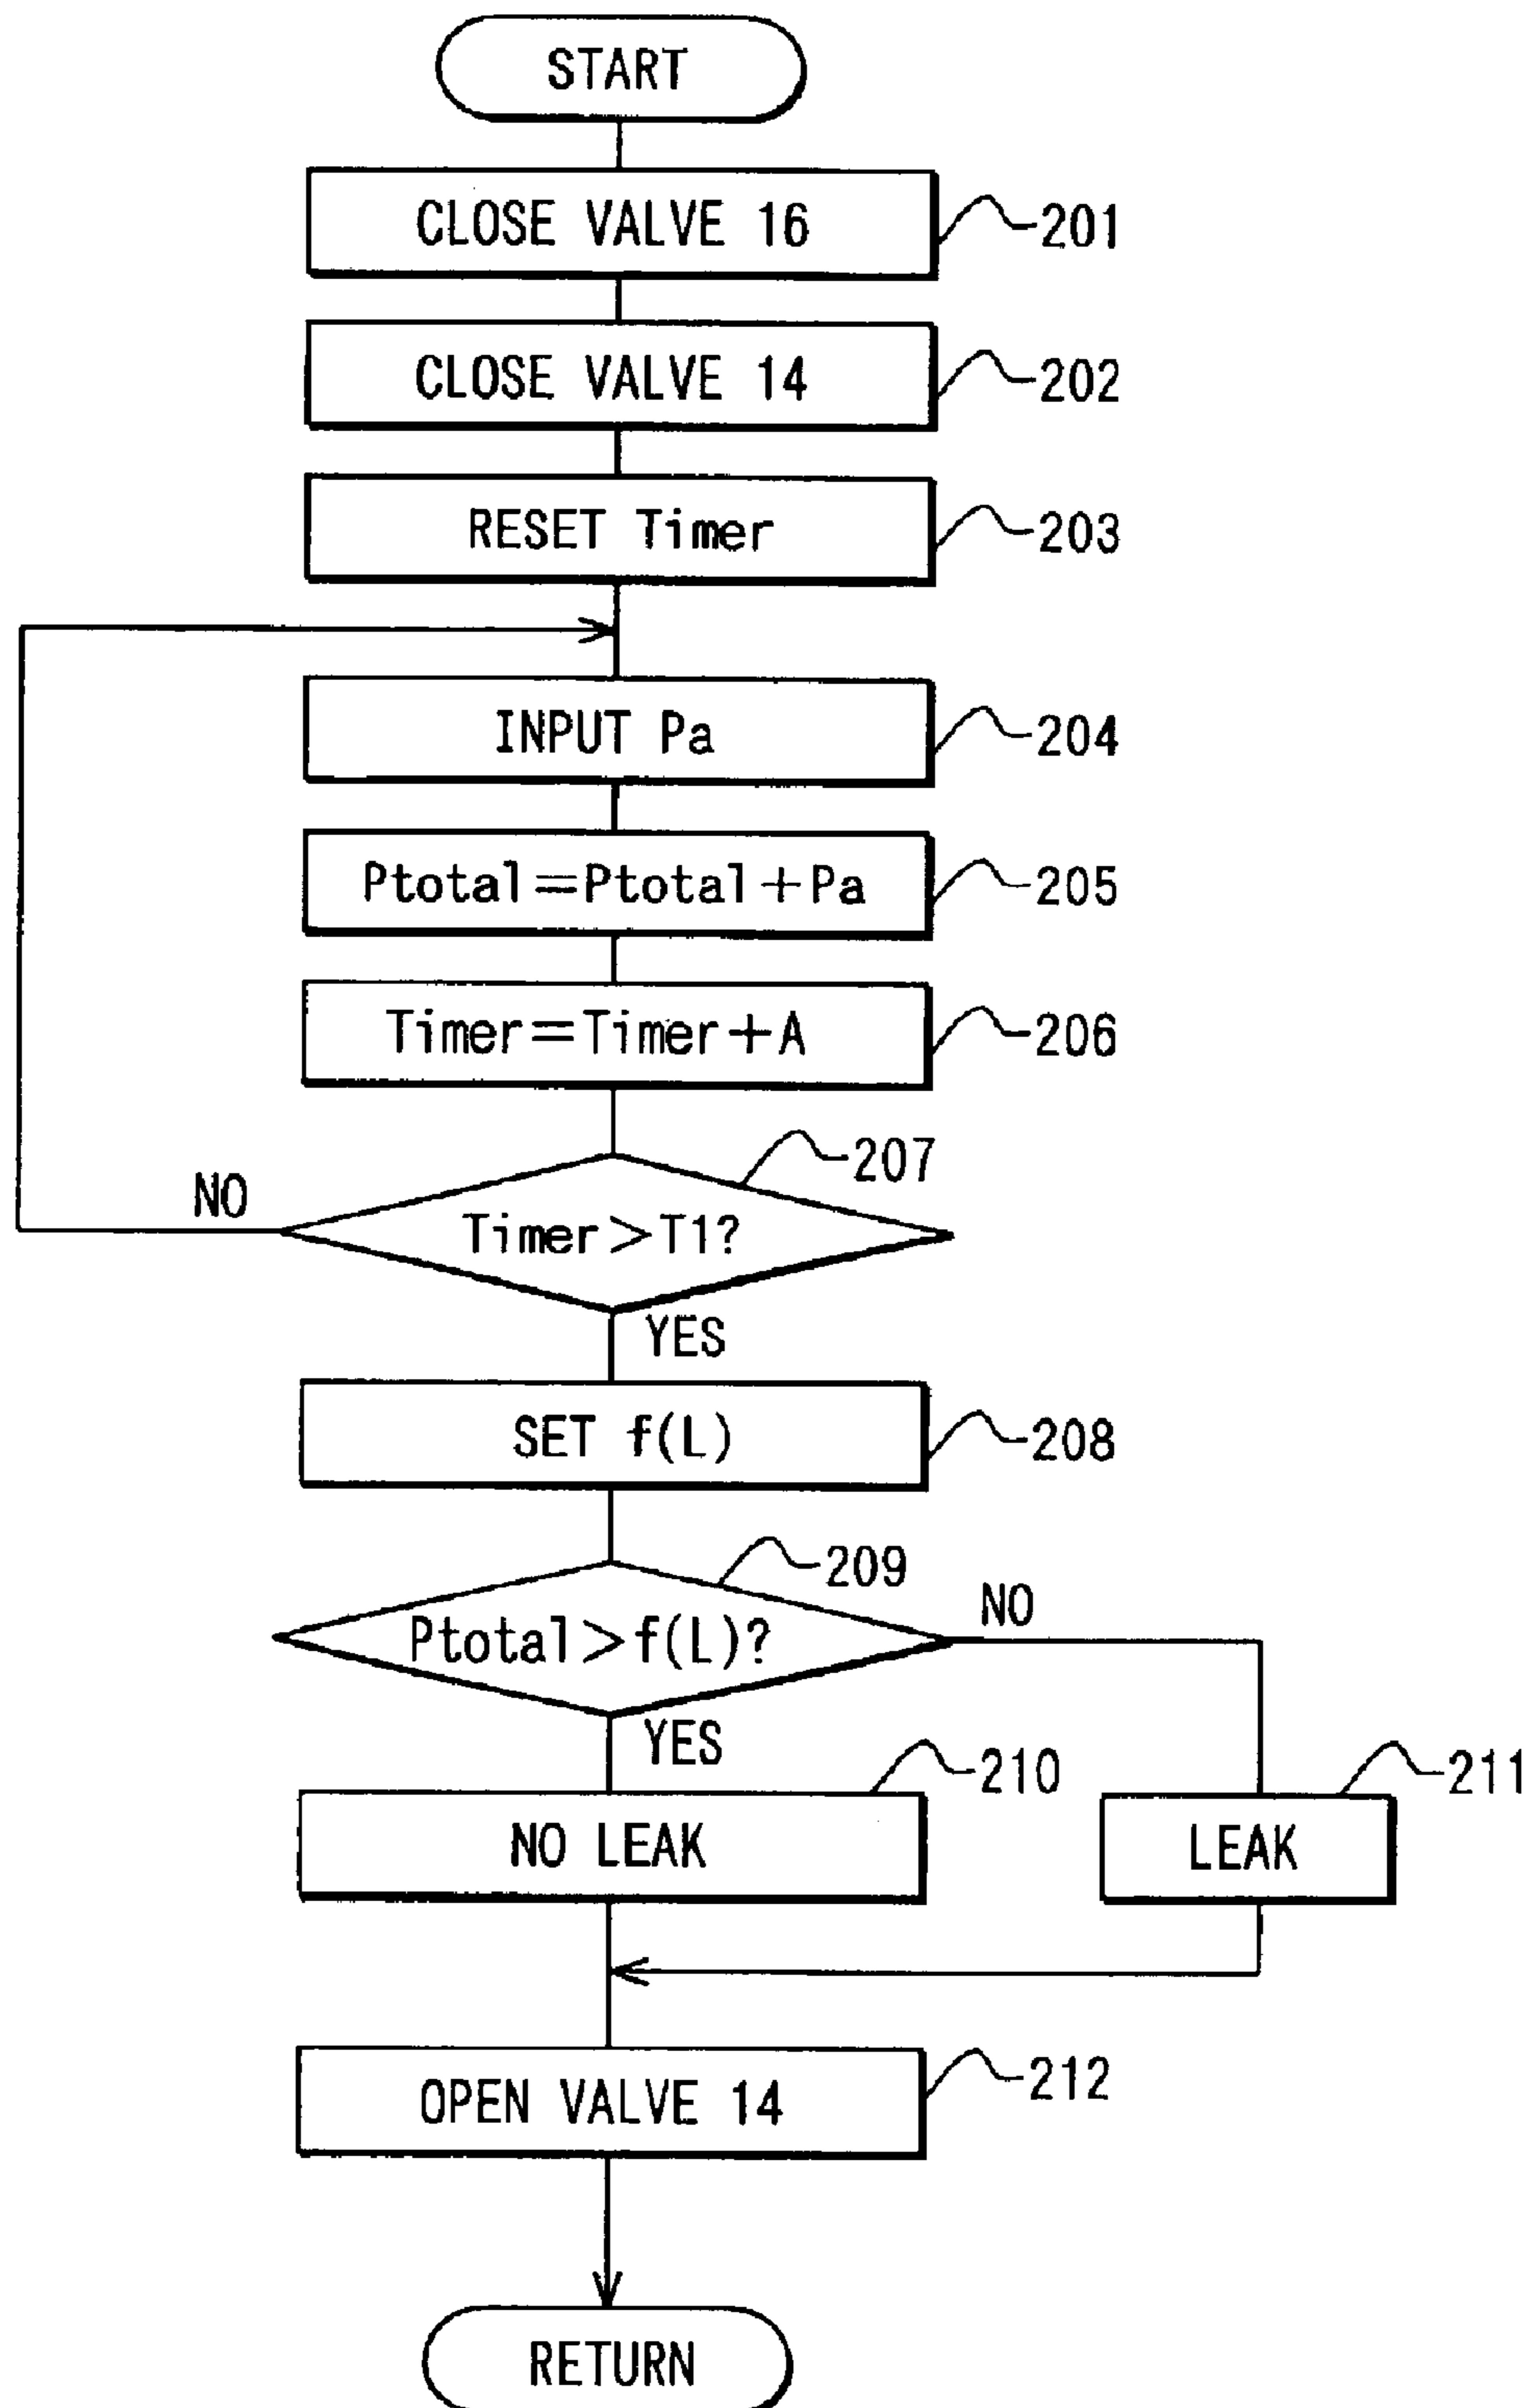 START
CLOSE VALVE 16
201
CLOSE VALVE 14
202
RESET Timer
203
INPUT Pa
204
Ptotal=Ptotal+Pa
205
Timer=Timer+A
206
207
NO
Timer>T1?
YES
SET f(L)
208
209
NO
Ptotal>f(L)?
YES
210
211
NO LEAK
LEAK
OPEN VALVE 14
212
RETURN